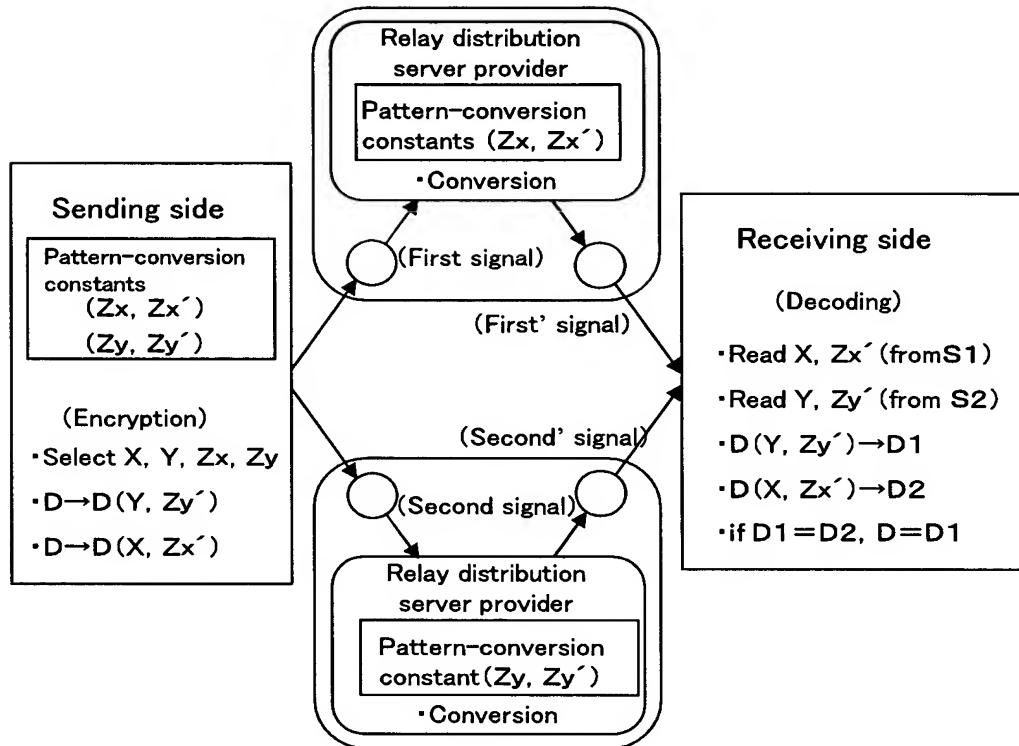 Relay distribution
server provider
Pattern-conversion
constants (Zx, Zx´)
・Conversion
(First signal)
(First' signal)
Sending side
Pattern-conversion
constants
(Zx, Zx´)
(Zy, Zy´)
(Encryption)
・Select X, Y, Zx, Zy
・D→D(Y, Zy´)
・D→D(X, Zx´)
Receiving side
(Decoding)
・Read X, Zx´(fromS1)
・Read Y, Zy´(from S2)
・D(Y, Zy´)→D1
・D(X, Zx´)→D2
・if D1=D2, D=D1
(Second' signal)
(Second signal)
Relay distribution
server provider
Pattern-conversion
constant(Zy, Zy´)
・Conversion